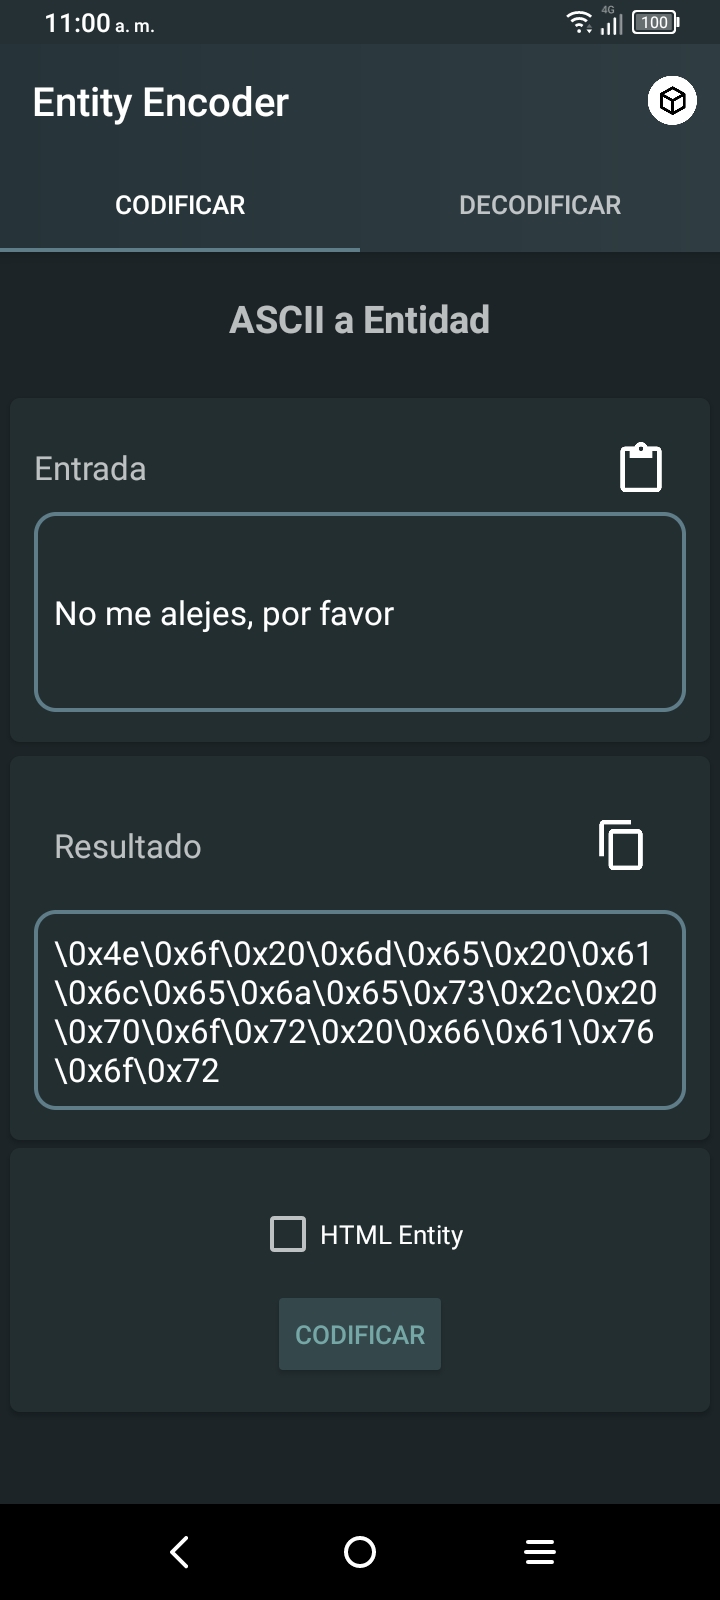 11:00 a. m.
4G
100
Entity Encoder
CODIFICAR
DECODIFICAR
ASCII a Entidad
Entrada
No me alejes, por favor
Resultado
\0x4e\0x6f\0x20\0x6d\0x65\0x20\0x61
\0x6c\0x65\0x6a\0x65\0x73\0x2c\0x20
\0x70\0x6f\0x72\0x20\0x66\0x61\0x76
\0x6f\0x72
HTML Entity
CODIFICAR